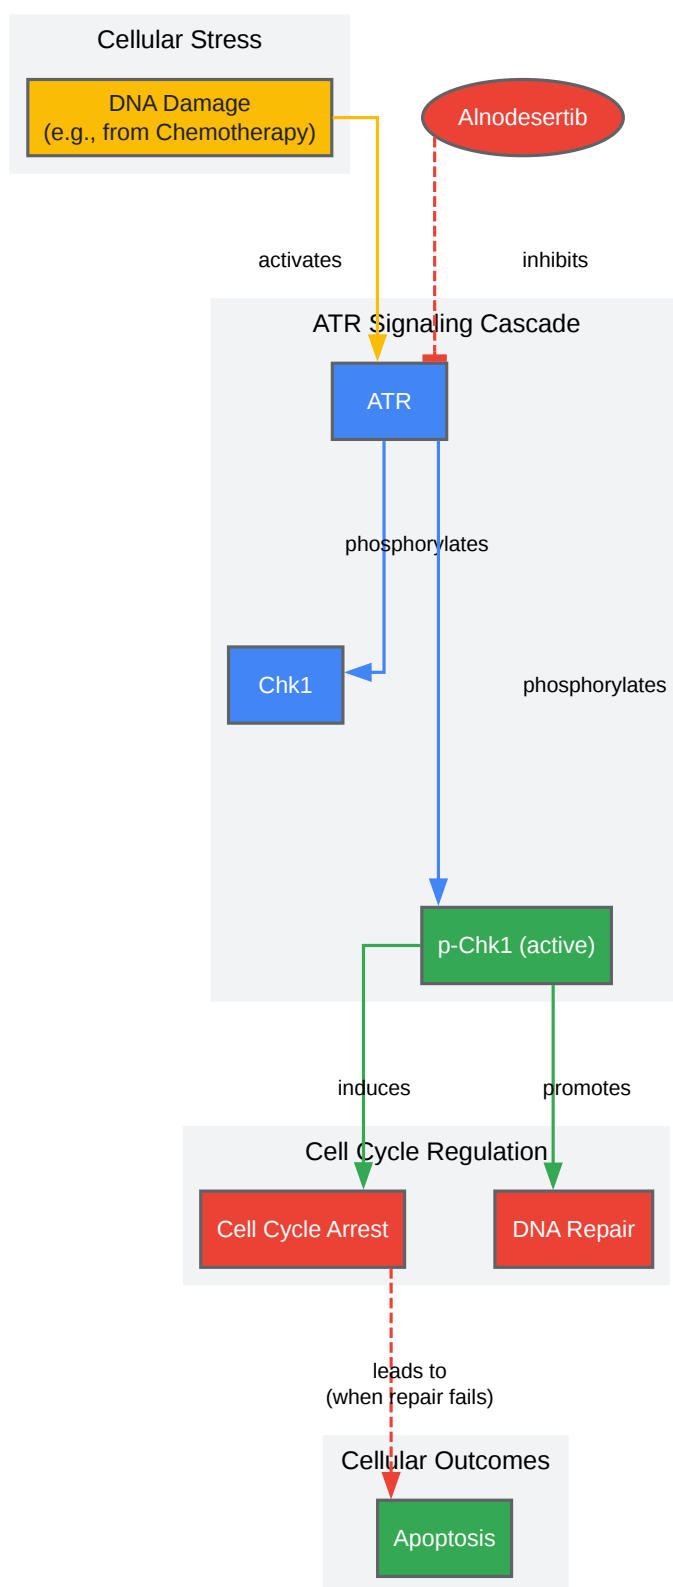 Cellular Stress
DNA Damage
(e.g., from Chemotherapy)
Alnodesertib
activates
inhibits
ATR Signaling Cascade
ATR
phosphorylates
Chk1
phosphorylates
p-Chk1 (active)
induces
promotes
Cell Cycle Regulation
Cell Cycle Arrest
DNA Repair
leads to
(when repair fails)
Cellular Outcomes
Apoptosis